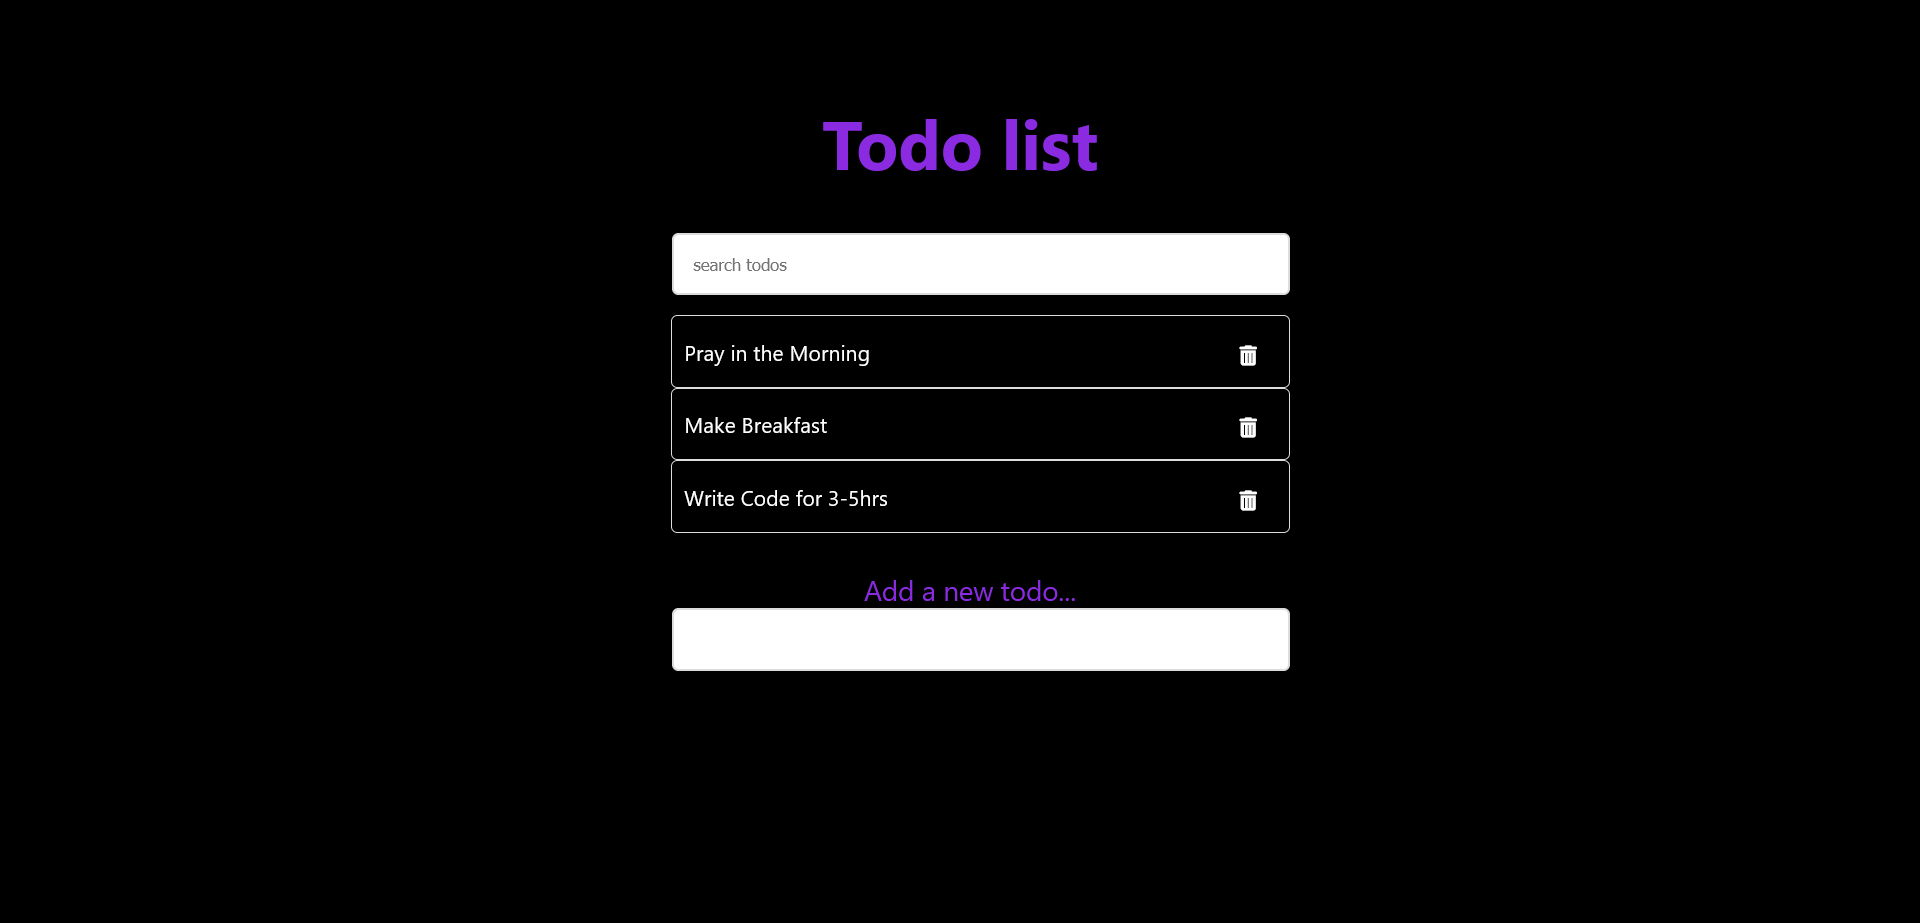 Todo list
search todos
Pray in the Morning
Make Breakfast
Write Code for 3-5hrs
Add a new todo...